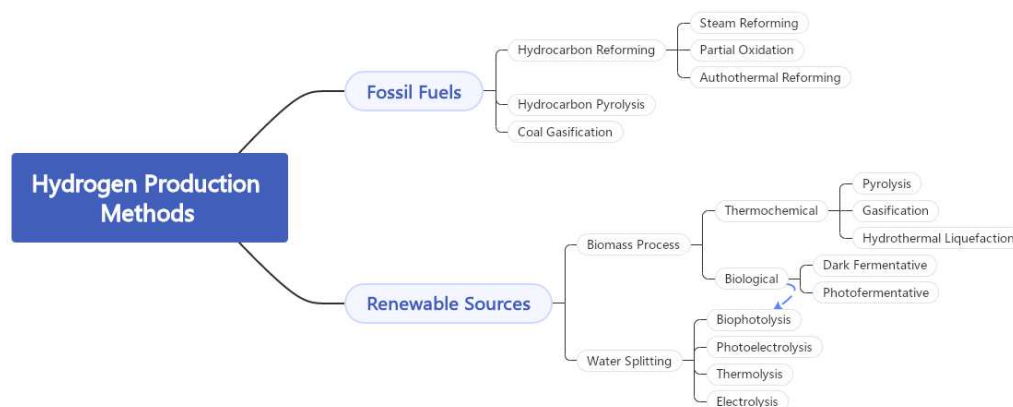 Hydrogen Production
Methods
Fossil Fuels
Hydrocarbon Reforming
Steam Reforming
Partial Oxidation
Authothermal Reforming
Hydrocarbon Pyrolysis
Coal Gasification
Renewable Sources
Biomass Process
Thermochemical
Pyrolysis
Gasification
Hydrothermal Liquefaction
Biological
Dark Fermentative
Photofermentative
Water Splitting
Biophotolysis
Photoelectrolysis
Thermolysis
Electrolysis